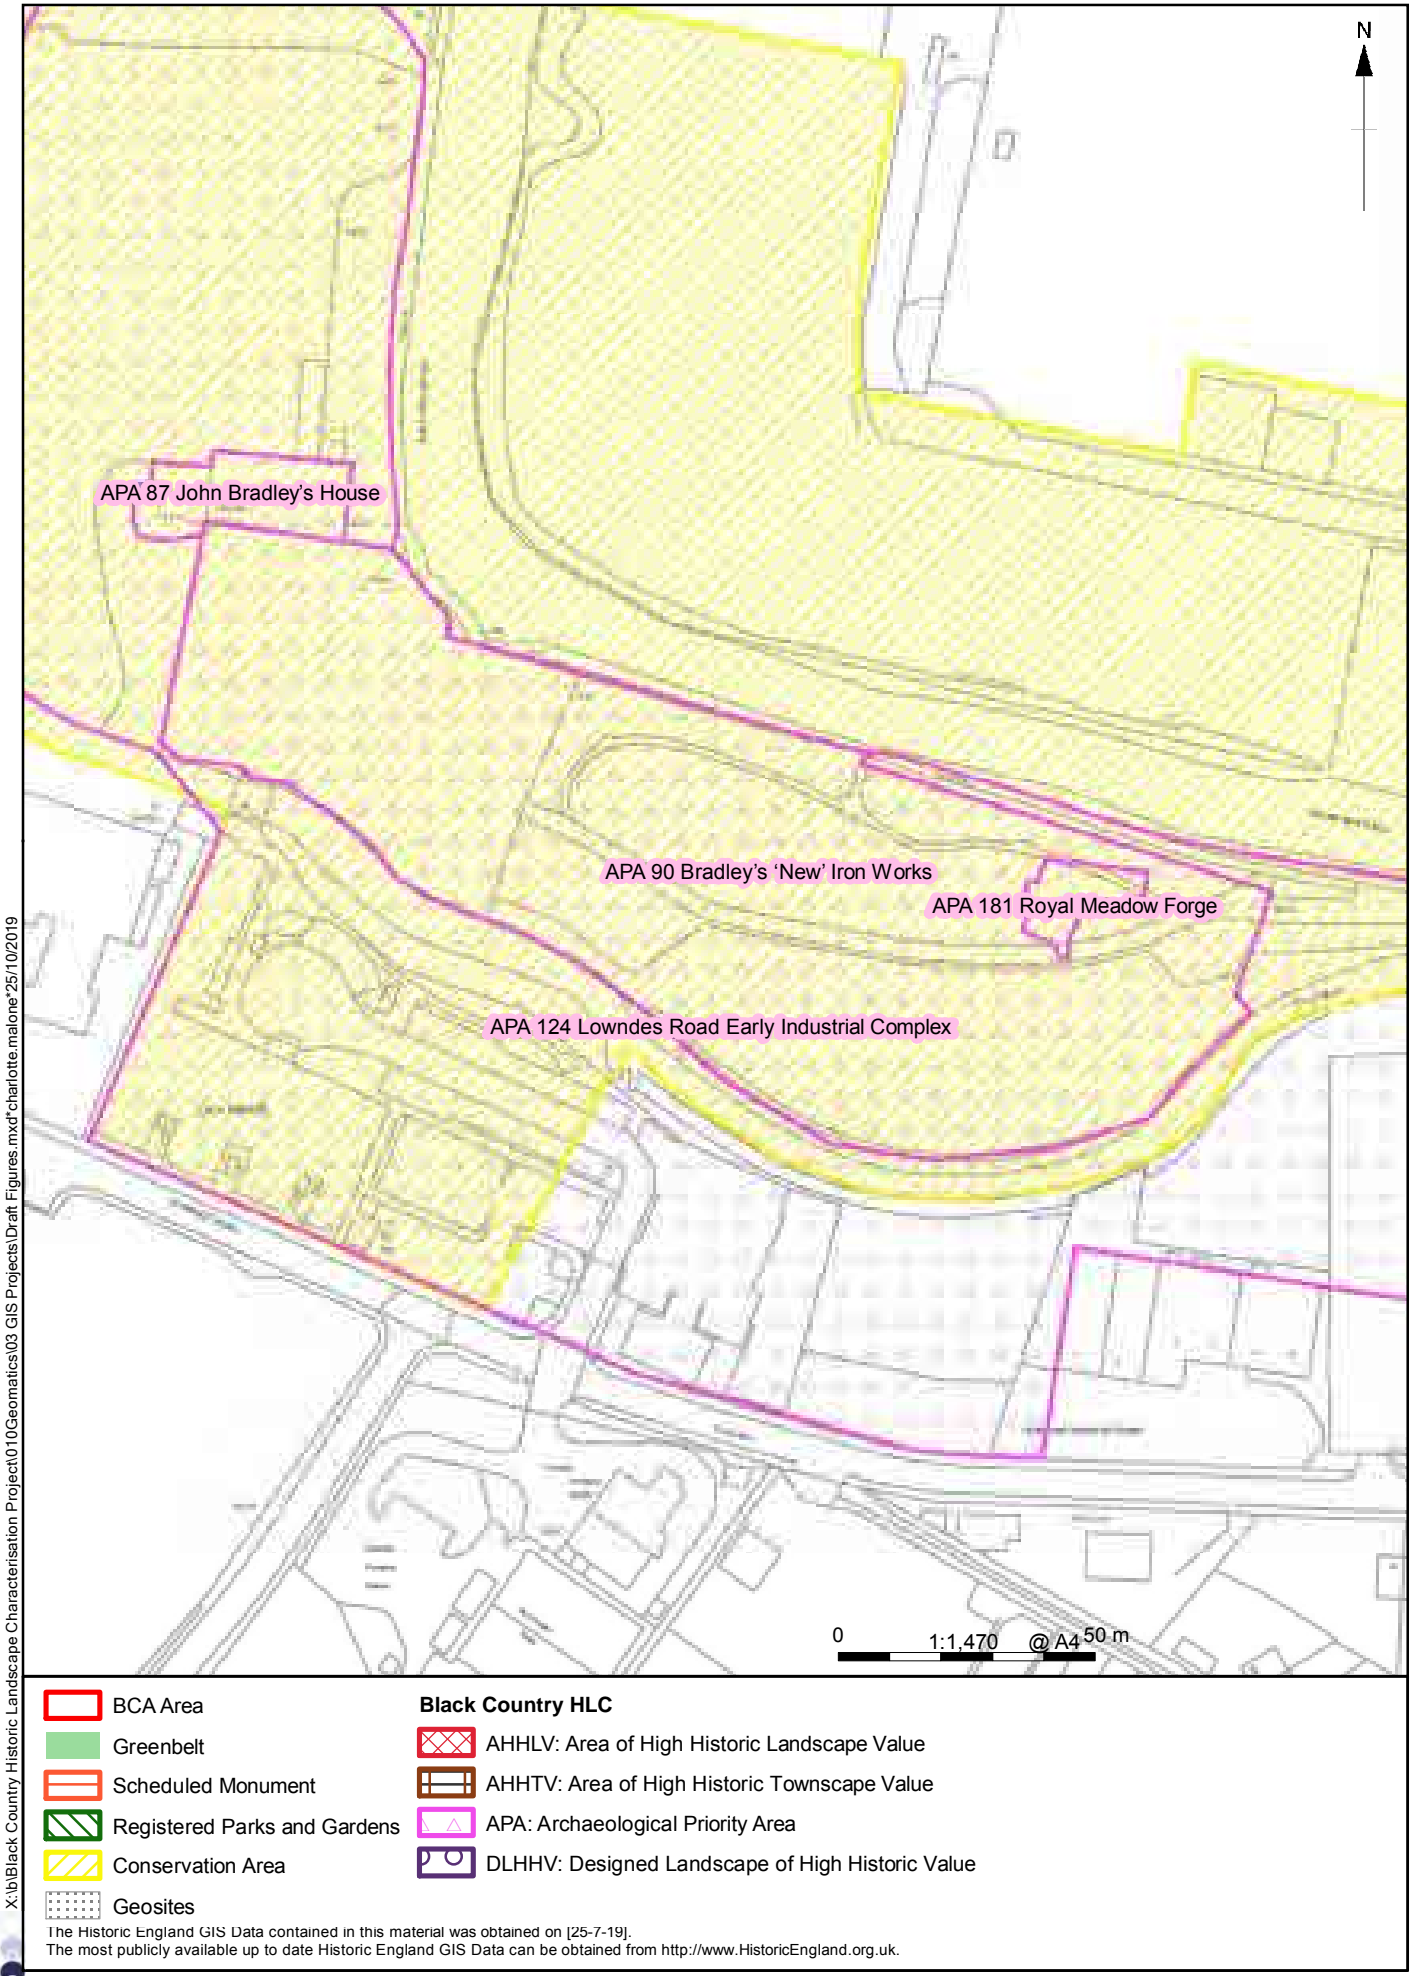 N
APA 87 John Bradley's House
APA 90 Bradley's 'New' Iron Works
APA 181 Royal Meadow Forge
APA 124 Lowndes Road Early Industrial Complex
0 1:1,470 @ A4 50 m
X:\b\Black Country Historic Landscape Characterisation Project\010Geomatics\03 GIS Projects\Draft Figures.mxd*charlotte.malone*25/10/2019
BCA Area
Greenbelt
Scheduled Monument
Registered Parks and Gardens
Conservation Area
Geosites
Black Country HLC
AHHLV: Area of High Historic Landscape Value
AHHTV: Area of High Historic Townscape Value
APA: Archaeological Priority Area
DLHHV: Designed Landscape of High Historic Value
The Historic England GIS Data contained in this material was obtained on [25-7-19].
The most publicly available up to date Historic England GIS Data can be obtained from http://www.HistoricEngland.org.uk.